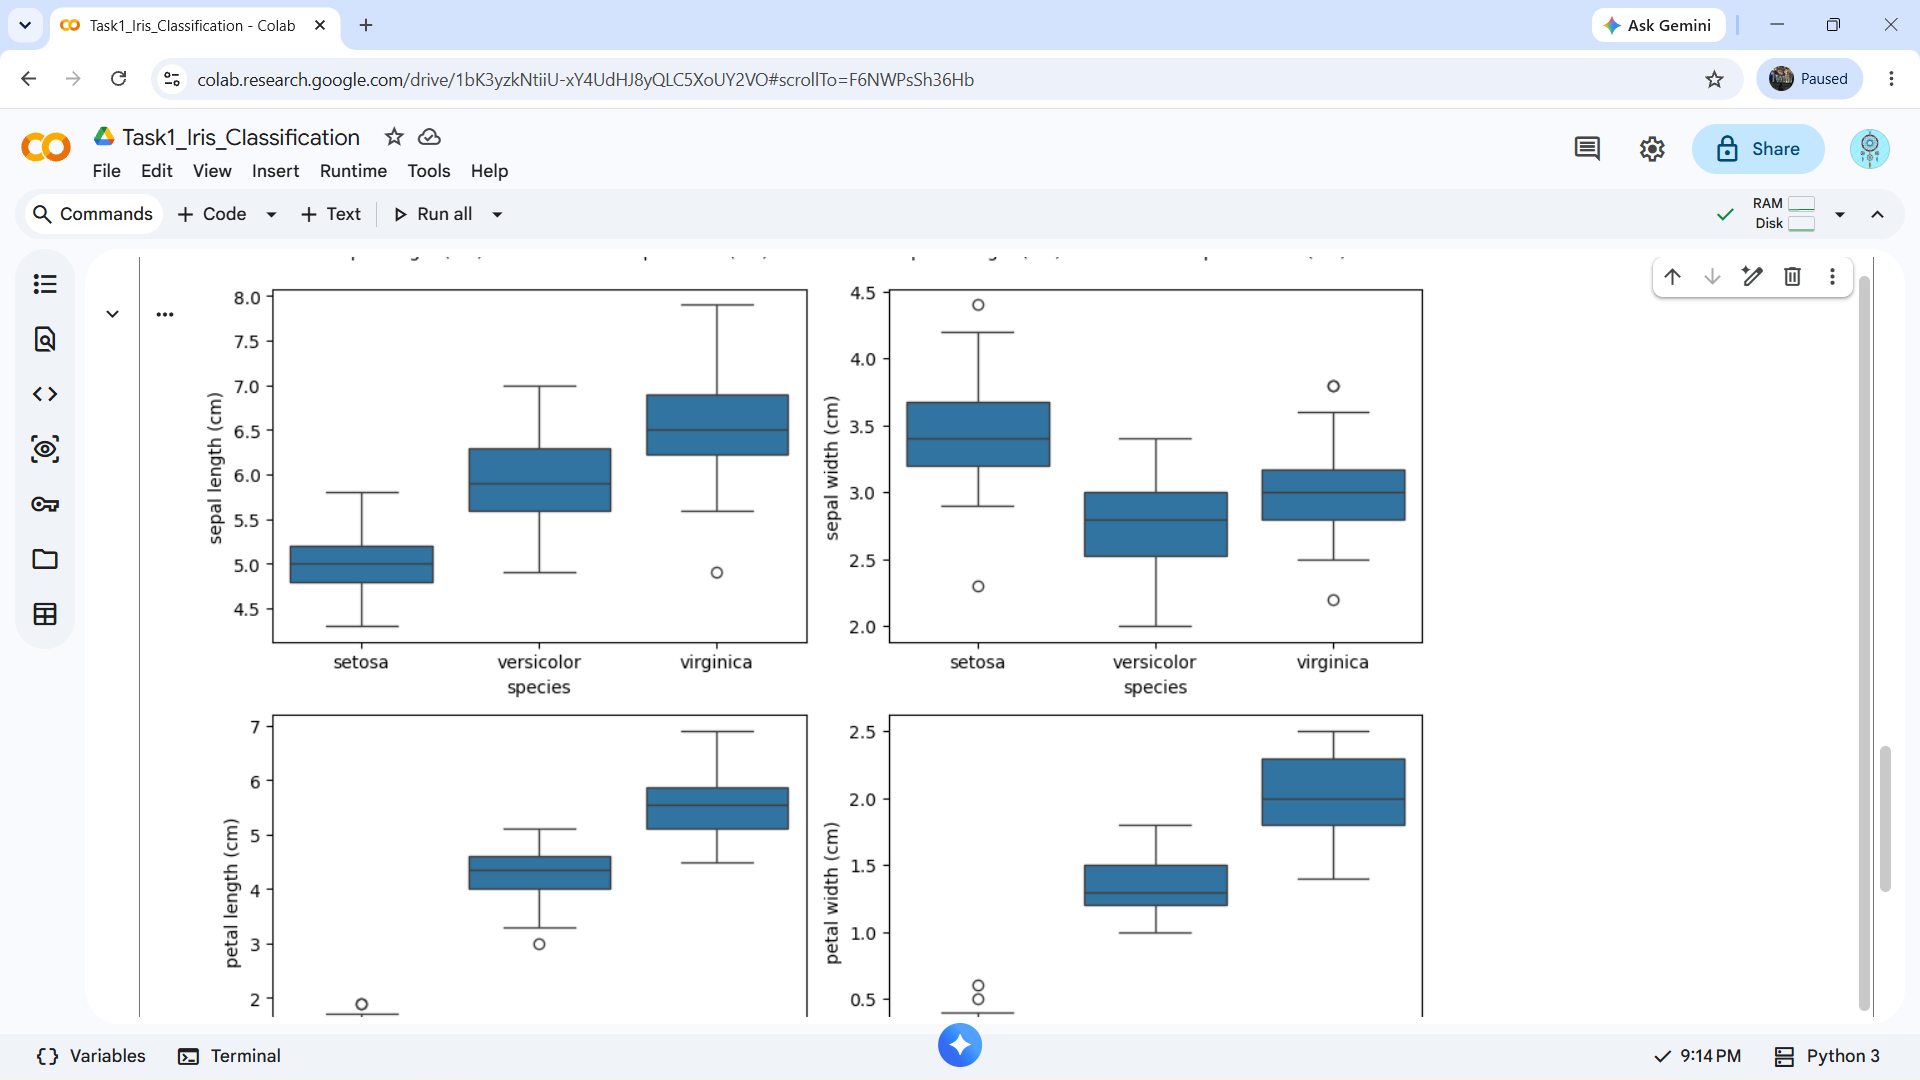 Task1_Iris_Classification - Colab
Ask Gemini
colab.research.google.com/drive/1bK3yzkNtiiU-xY4UdHJ8yQLC5XoUY2VO#scrollTo=F6NWPsSh36Hb
Paused
Task1_Iris_Classification
File Edit View Insert Runtime Tools Help
Share
Commands + Code + Text Run all
RAM
Disk
8.0
7.5
7.0
6.5
6.0
5.5
5.0
4.5
sepal length (cm)
setosa versicolor virginica
species
4.5
4.0
3.5
3.0
2.5
2.0
sepal width (cm)
setosa versicolor virginica
species
7
6
5
4
3
2
petal length (cm)
2.5
2.0
1.5
1.0
0.5
petal width (cm)
Variables Terminal
9:14 PM Python 3